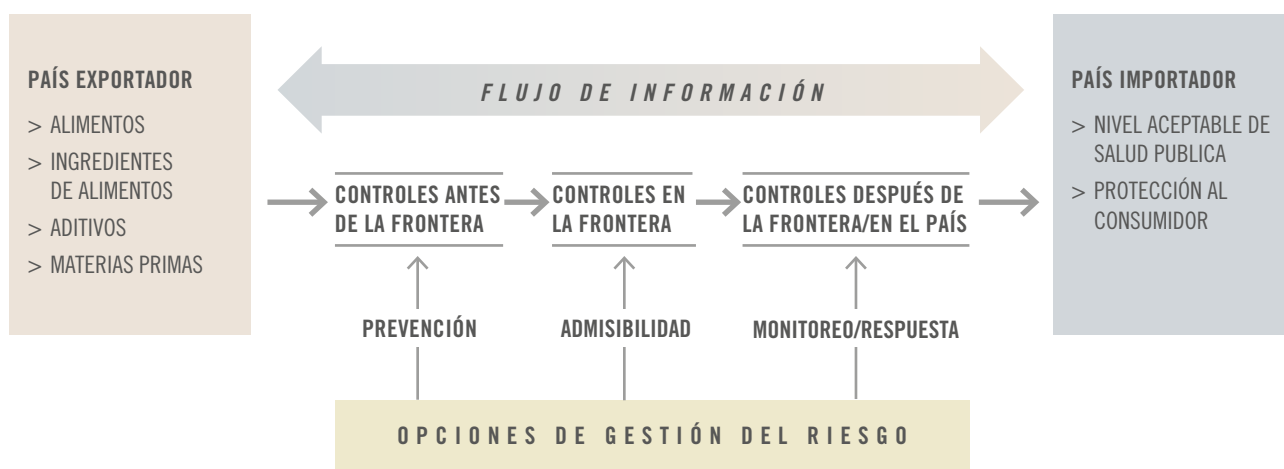 PAÍS EXPORTADOR
> ALIMENTOS
> INGREDIENTES
DE ALIMENTOS
> ADITIVOS
> MATERIAS PRIMAS
FLUJO DE INFORMACIÓN
CONTROLES ANTES
DE LA FRONTERA
CONTROLES EN
LA FRONTERA
CONTROLES DESPUÉS DE
LA FRONTERA/EN EL PAÍS
PREVENCIÓN
ADMISIBILIDAD
MONITOREO/RESPUESTA
OPCIONES DE GESTIÓN DEL RIESGO
PAÍS IMPORTADOR
> NIVEL ACEPTABLE DE
SALUD PUBLICA
> PROTECCIÓN AL
CONSUMIDOR